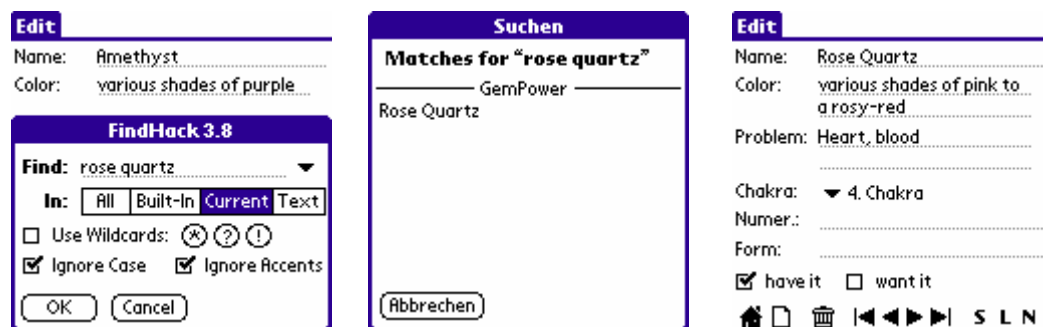 Edit
Name: Amethyst
Color: various shades of purple
FindHack 3.8
Find: rose quartz
In: All Built-In Current Text
Use Wildcards: * ? !
Ignore Case Ignore Accents
OK Cancel
Suchen
Matches for “rose quartz”
GemPower
Rose Quartz
Abbrechen
Edit
Name: Rose Quartz
Color: various shades of pink to
a rosy-red
Problem: Heart, blood
Chakra: 4. Chakra
Numer.:
Form:
have it want it
S L N